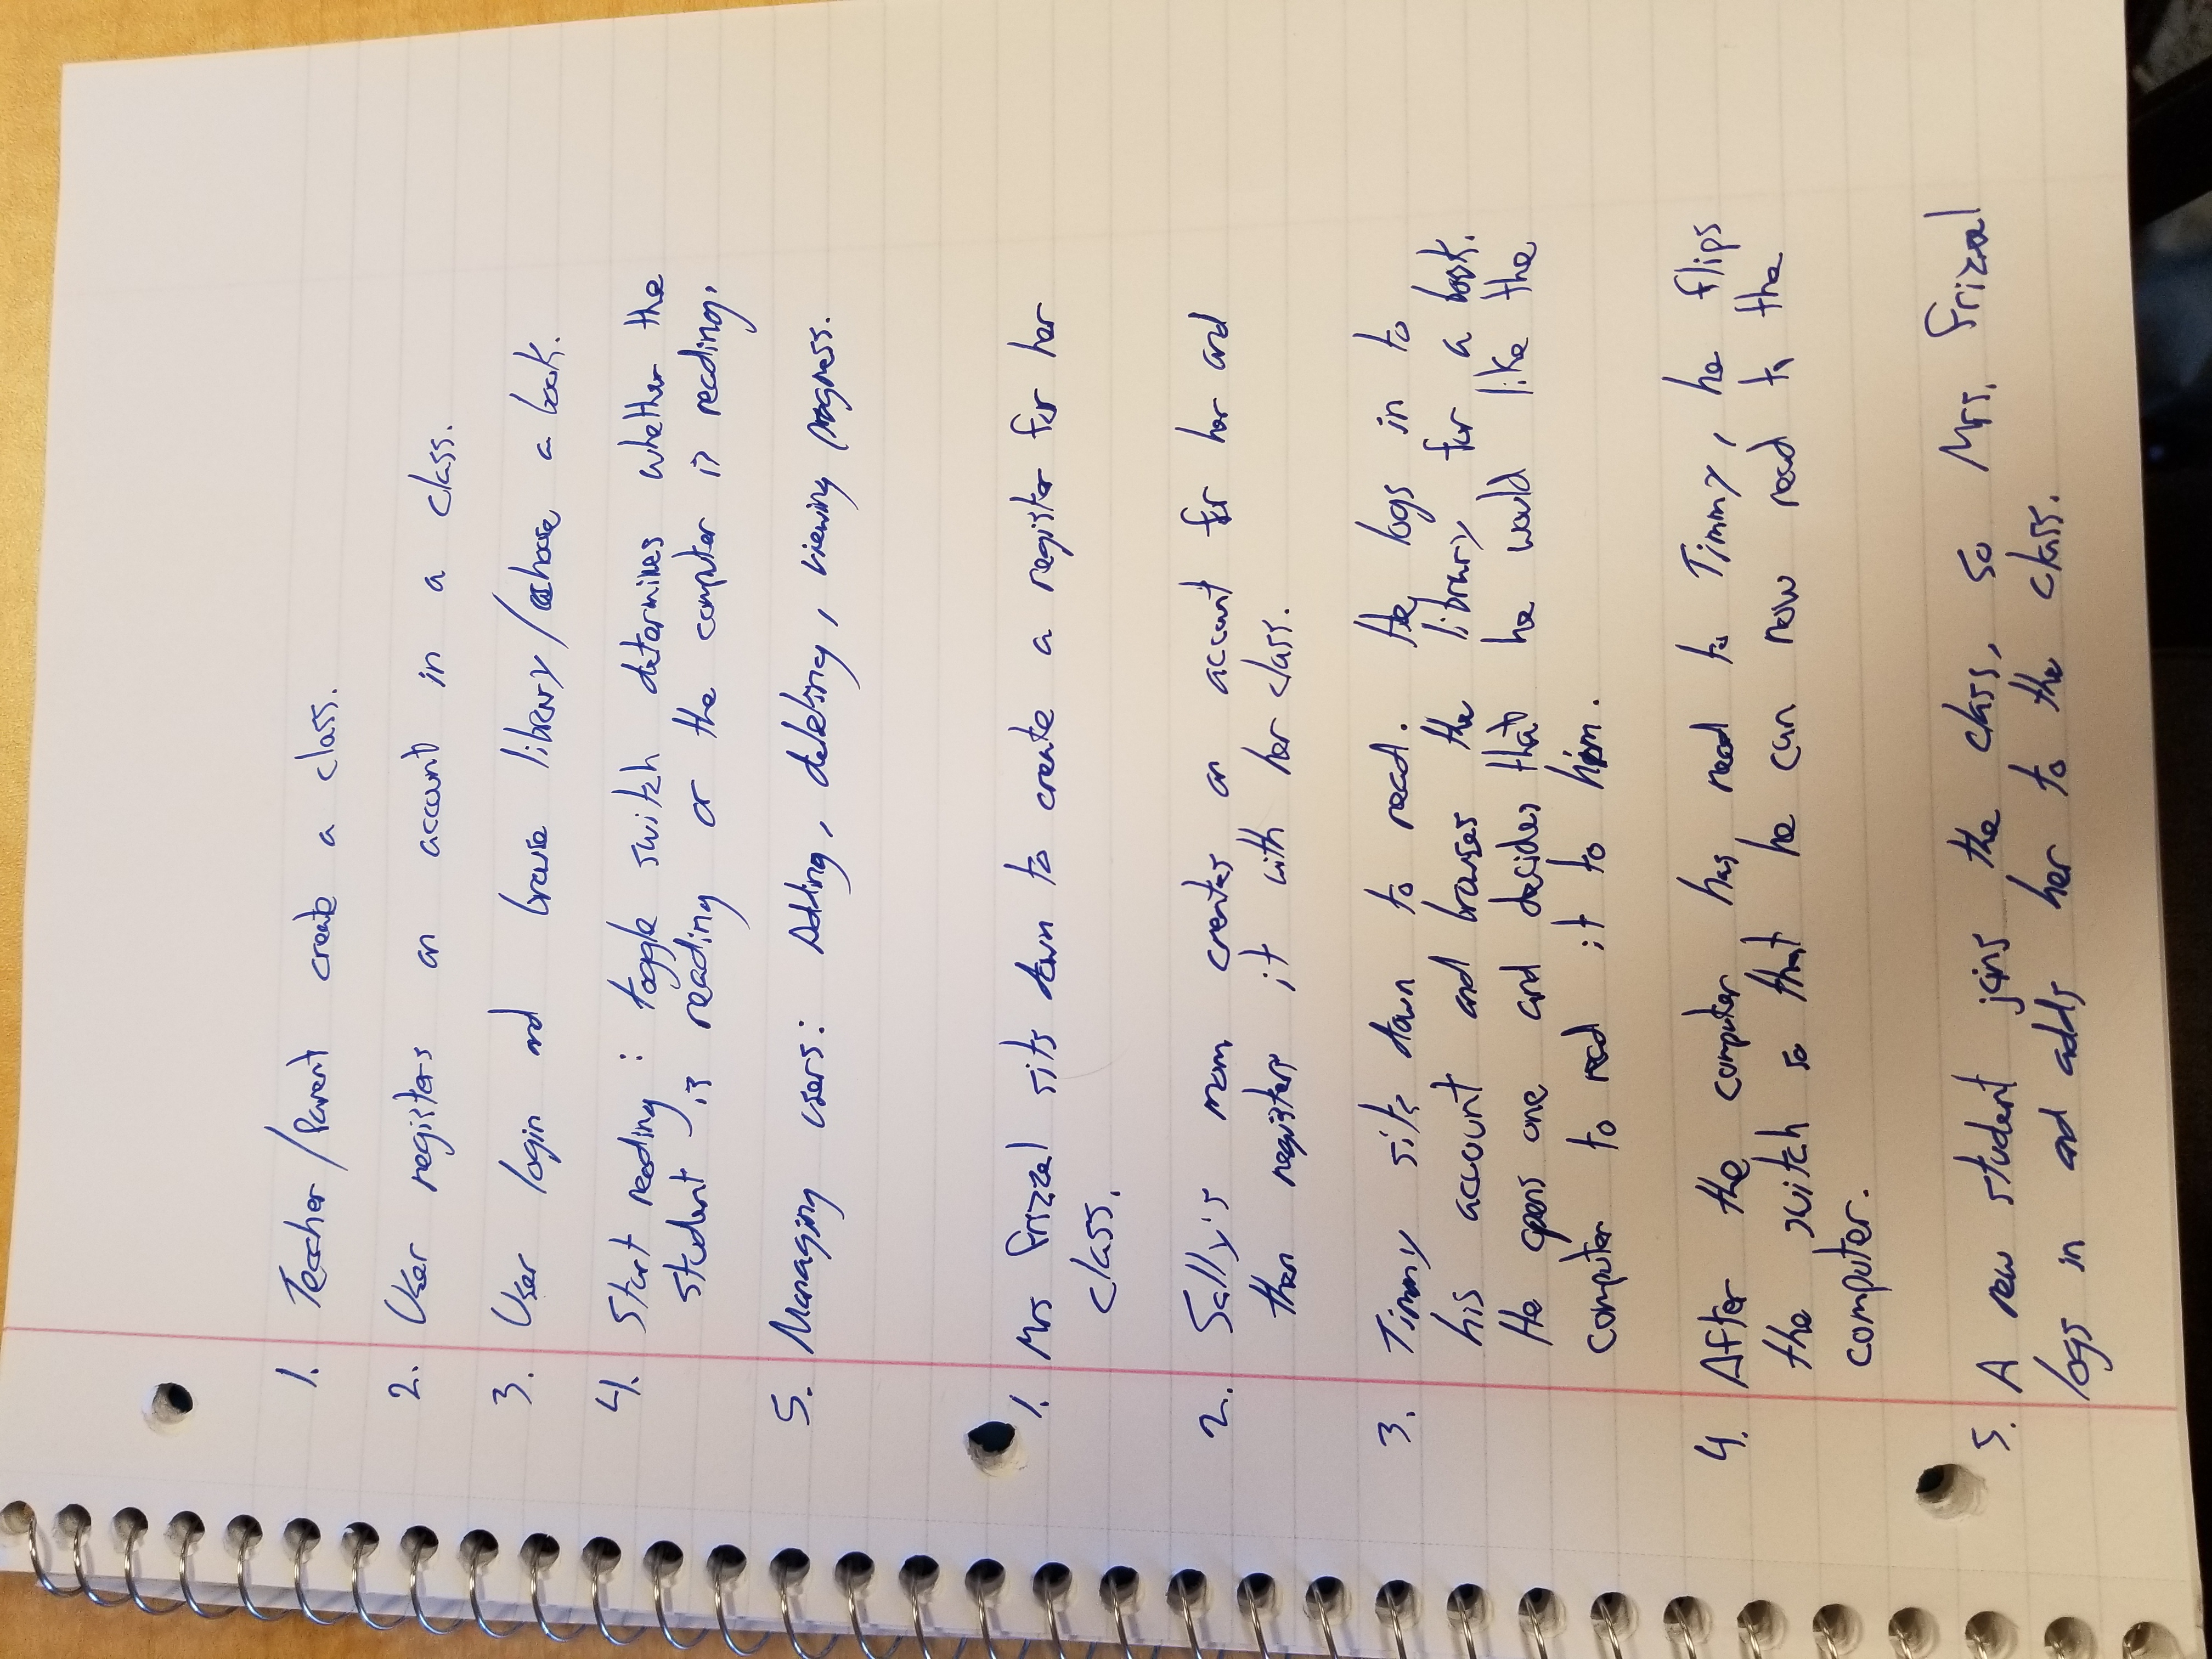 1. Teacher/Parent create a class.
2. User registers an account in a class.
3. User login and browse library/choose a book.
4. Start reading: toggle switch determines whether the
student is reading or the computer is reading.
5. Managing users: Adding, deleting, viewing progress.
1. Mrs Frizzel sits down to create a register for her
class.
2. Sally's mom creates an account for her and
then registers it with her class.
3. Timmy sits down to read. He logs in to
his account and browses the library for a book.
He opens one and decides that he would like the
computer to read it to him.
4. After the computer has read to Timmy, he flips
the switch so that he can now read to the
computer.
5. A new student joins the class, so Mrs. Frizzel
logs in and adds her to the class.